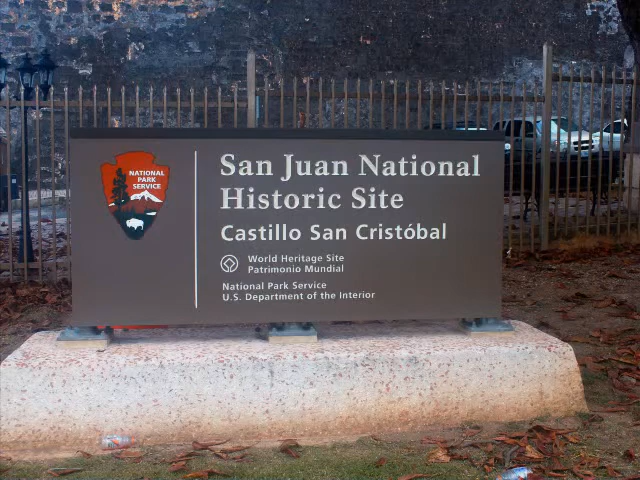 NATIONAL
PARK
SERVICE
San Juan National
Historic Site
Castillo San Cristóbal
World Heritage Site
Patrimonio Mundial
National Park Service
U.S. Department of the Interior